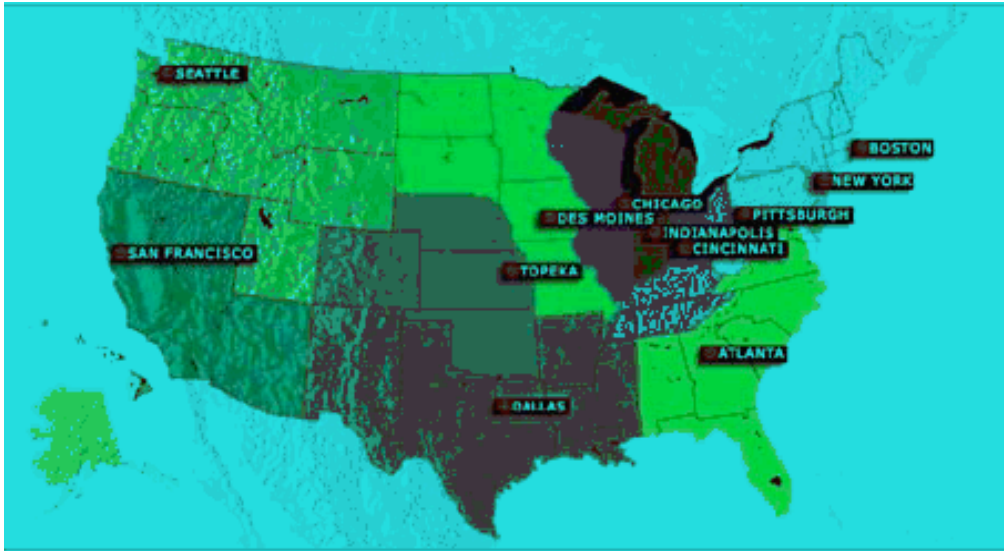 SEATTLE
BOSTON
NEW YORK
CHICAGO
DES MOINES
PITTSBURGH
INDIANAPOLIS
CINCINNATI
SAN FRANCISCO
TOPEKA
ATLANTA
DALLAS